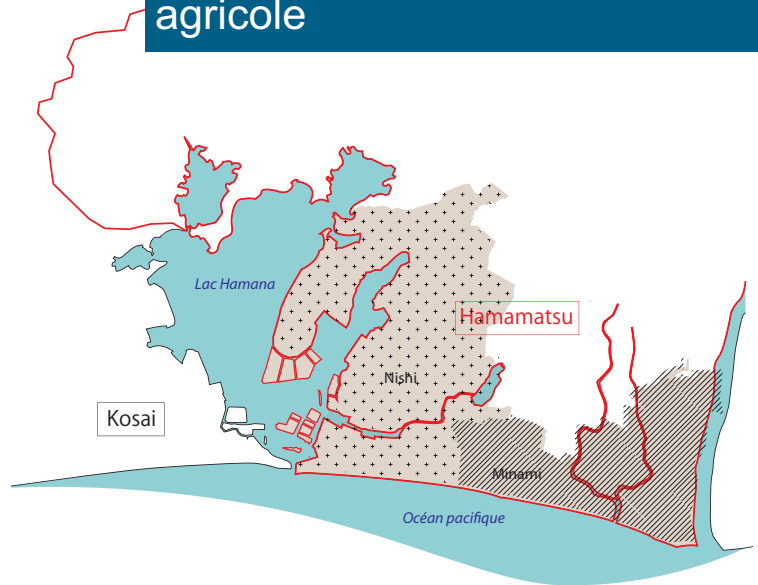 agricole
Lac Hamana
Hamamatsu
Nishi
Kosai
Minami
Océan pacifique